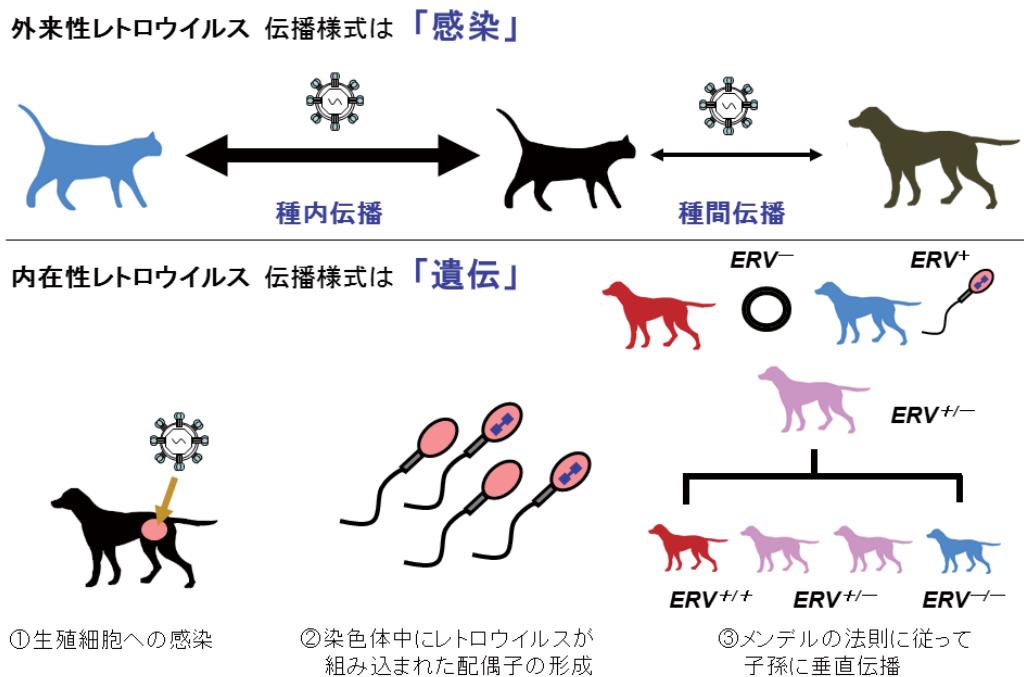 外来性レトロウイルス 伝播様式は 「感染」
種内伝播
種間伝播
内在性レトロウイルス 伝播様式は 「遺伝」
ERV—
ERV+
ERV+/—
ERV+/+
ERV+/—
ERV—/—
①生殖細胞への感染
②染色体中にレトロウイルスが
組み込まれた配偶子の形成
③メンデルの法則に従って
子孫に垂直伝播